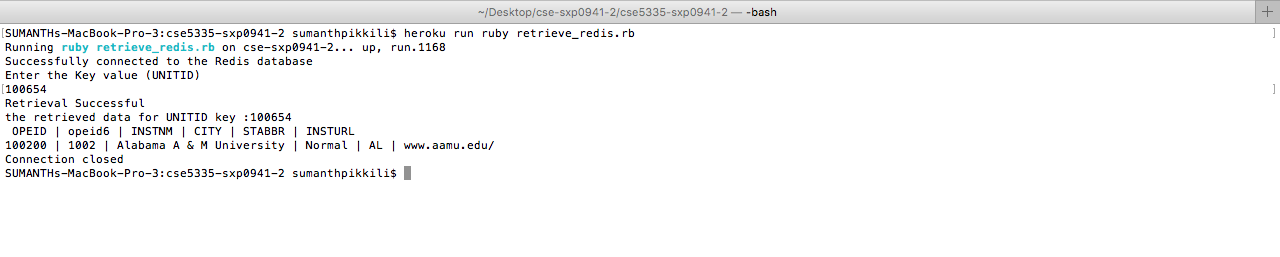 ~/Desktop/cse-sxp0941-2/cse5335-sxp0941-2 — -bash
[SUMANTHs-MacBook-Pro-3:cse5335-sxp0941-2 sumanthpikkili$ heroku run ruby retrieve_redis.rb ]
Running ruby retrieve_redis.rb on cse-sxp0941-2... up, run.1168
Successfully connected to the Redis database
Enter the Key value (UNITID)
[100654 ]
Retrieval Successful
the retrieved data for UNITID key :100654
OPEID | opeid6 | INSTNM | CITY | STABBR | INSTURL
100200 | 1002 | Alabama A & M University | Normal | AL | www.aamu.edu/
Connection closed
SUMANTHs-MacBook-Pro-3:cse5335-sxp0941-2 sumanthpikkili$